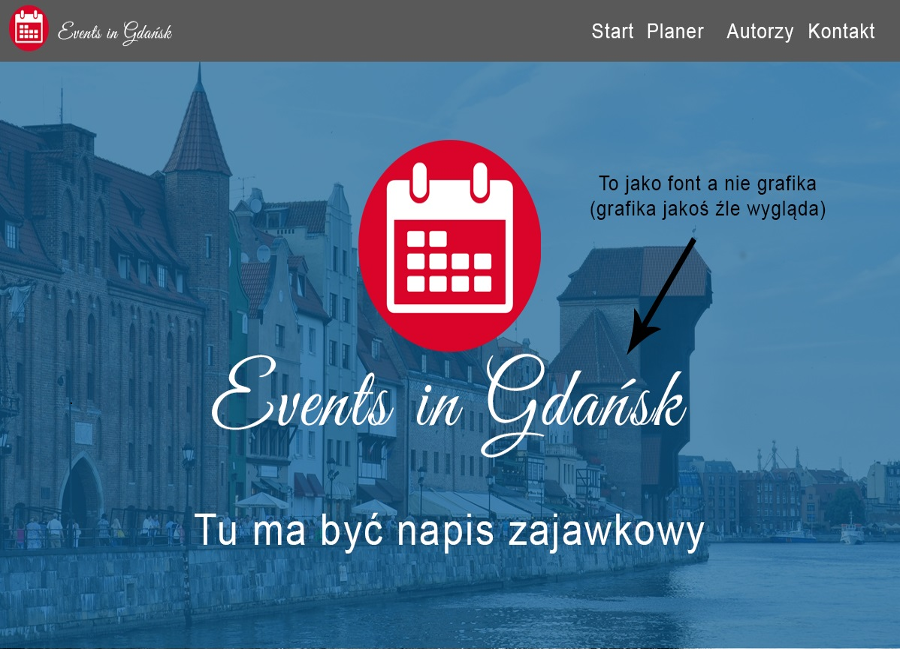 Events in Gdańsk
Start Planer Autorzy Kontakt
To jako font a nie grafika
(grafika jakoś źle wygląda)
Events in Gdańsk
Tu ma być napis zajawkowy